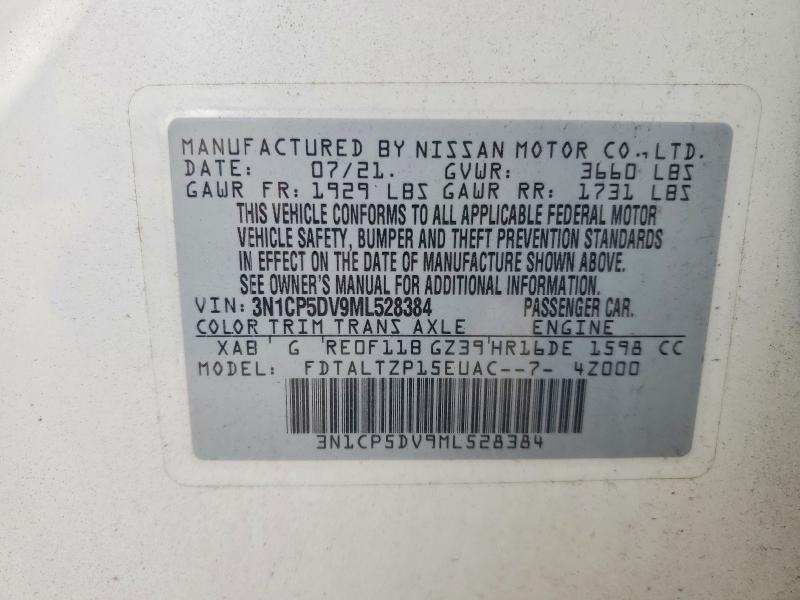 MANUFACTURED BY NISSAN MOTOR CO., LTD.
DATE: 07/21. GVWR: 3660 LBS
GAWR FR: 1929 LBS GAWR RR: 1731 LBS
THIS VEHICLE CONFORMS TO ALL APPLICABLE FEDERAL MOTOR
VEHICLE SAFETY, BUMPER AND THEFT PREVENTION STANDARDS
IN EFFECT ON THE DATE OF MANUFACTURE SHOWN ABOVE.
SEE OWNER'S MANUAL FOR ADDITIONAL INFORMATION.
VIN: 3N1CP5DV9ML528384 PASSENGER CAR.
COLOR TRIM TRANS AXLE ENGINE
XAB G RE0F11B GZ39 HR16DE 1598 CC
MODEL: FDTALTZP15EUAC--7- 4Z000
3N1CP5DV9ML528384